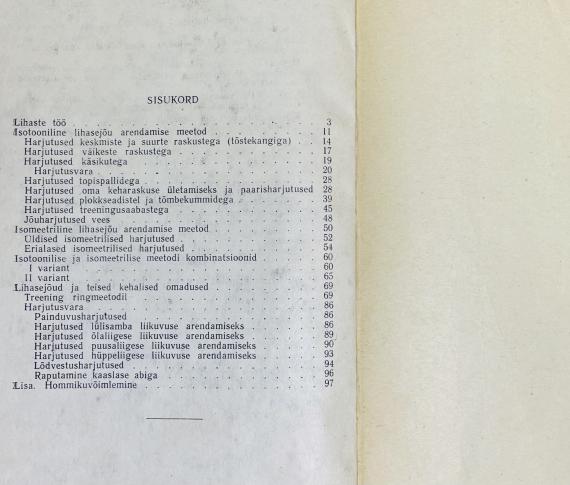 SISUKORD
Lihaste töö . . . . . . . . . . . . . . . . 3
Isotooniline lihasejõu arendamise meetod . . . . . . . 11
Harjutused keskmiste ja suurte raskustega (tõstekangiga) . . 14
Harjutused väikeste raskustega . . . . . . . . . 17
Harjutused käsikutega . . . . . . . . . . . . 19
Harjutusvara . . . . . . . . . . . . . . 20
Harjutused topispallidega . . . . . . . . . . . 28
Harjutused oma keharaskuse ületamiseks ja paarisharjutused 28
Harjutused plokkseadistel ja tõmbekummidega . . . . . 39
Harjutused treeningsaabastega . . . . . . . . . 45
Jõuharjutused vees . . . . . . . . . . . . . 48
Isomeetriline lihasejõu arendamise meetod . . . . . . . 50
Üldised isomeetrilised harjutused . . . . . . . . . 52
Erialased isomeetrilised harjutused . . . . . . . . 54
Isotoonilise ja isomeetrilise meetodi kombinatsioonid . . . . 60
I variant . . . . . . . . . . . . . . . 60
II variant . . . . . . . . . . . . . . . 65
Lihasejõud ja teised kehalised omadused . . . . . . . 69
Treening ringmeetodil . . . . . . . . . . . . 69
Harjutusvara . . . . . . . . . . . . . . 86
Painduvusharjutused . . . . . . . . . . . . 86
Harjutused lülisamba liikuvuse arendamiseks . . . . . 86
Harjutused õlaliigese liikuvuse arendamiseks . . . . . 89
Harjutused puusaliigese liikuvuse arendamiseks . . . . 90
Harjutused hüppeliigese liikuvuse arendamiseks . . . . 93
Lõdvestusharjutused . . . . . . . . . . . . 94
Raputamine kaaslase abiga . . . . . . . . . . 96
Lisa. Hommikuvõimlemine . . . . . . . . . . . 97